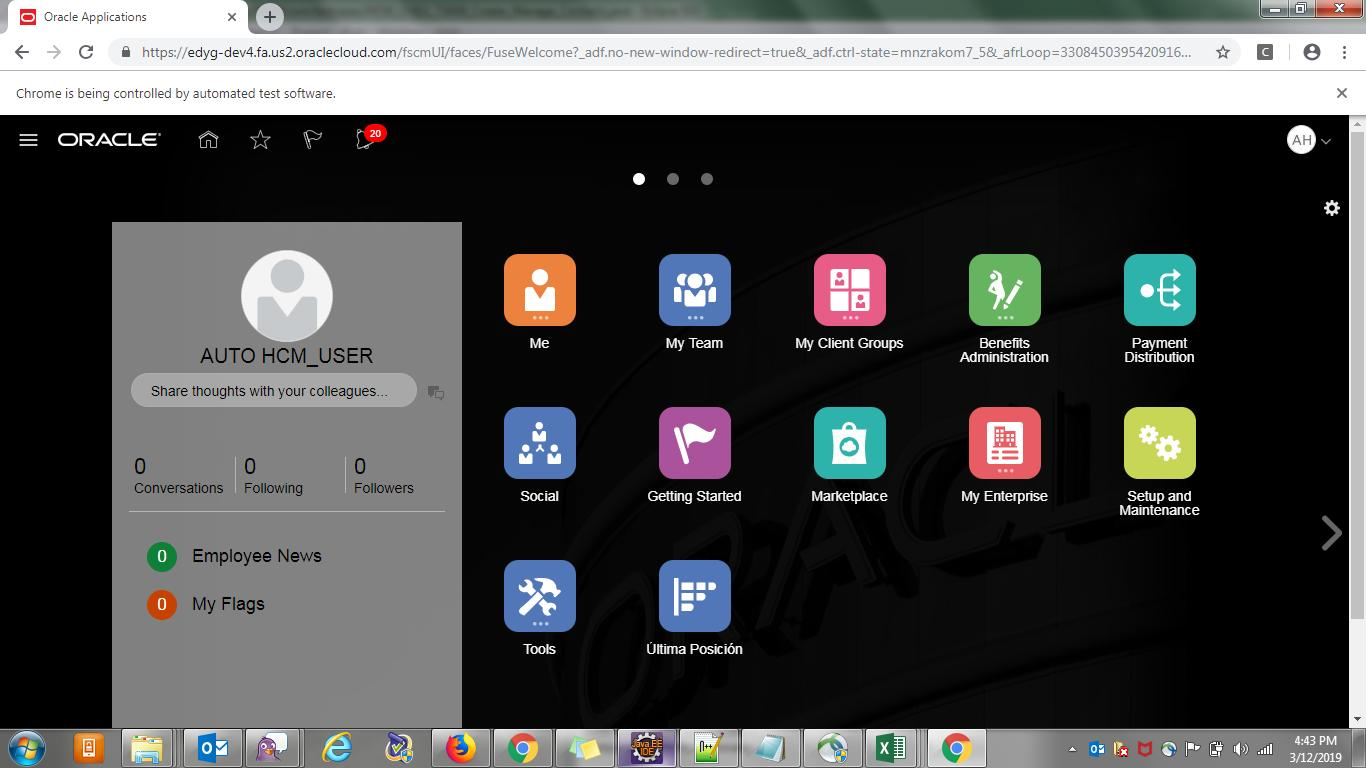 Oracle Applications
https://edyg-dev4.fa.us2.oraclecloud.com/fscmUI/faces/FuseWelcome?_adf.no-new-window-redirect=true&_adf.ctrl-state=mnzrakom7_5&_afrLoop=3308450395420916...
C
Chrome is being controlled by automated test software.
ORACLE
20
AH
AUTO HCM_USER
Share thoughts with your colleagues...
0 0 0
Conversations Following Followers
0 Employee News
0 My Flags
Me
My Team
My Client Groups
Benefits
Administration
Payment
Distribution
Social
Getting Started
Marketplace
My Enterprise
Setup and
Maintenance
Tools
Última Posición
Java EE
IDE
4:43 PM
3/12/2019